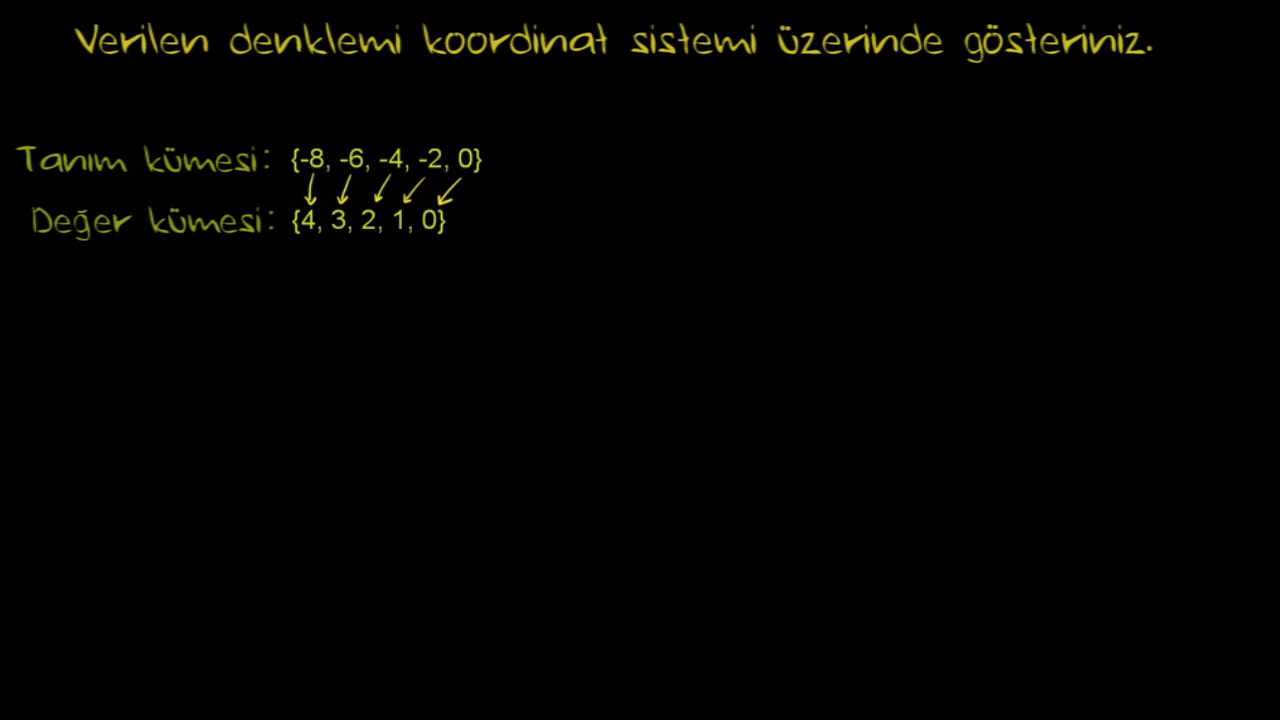 Verilen denklemi koordinat sistemi üzerinde gösteriniz.
Tanım kümesi: {-8, -6, -4, -2, 0}
Değer kümesi: {4, 3, 2, 1, 0}